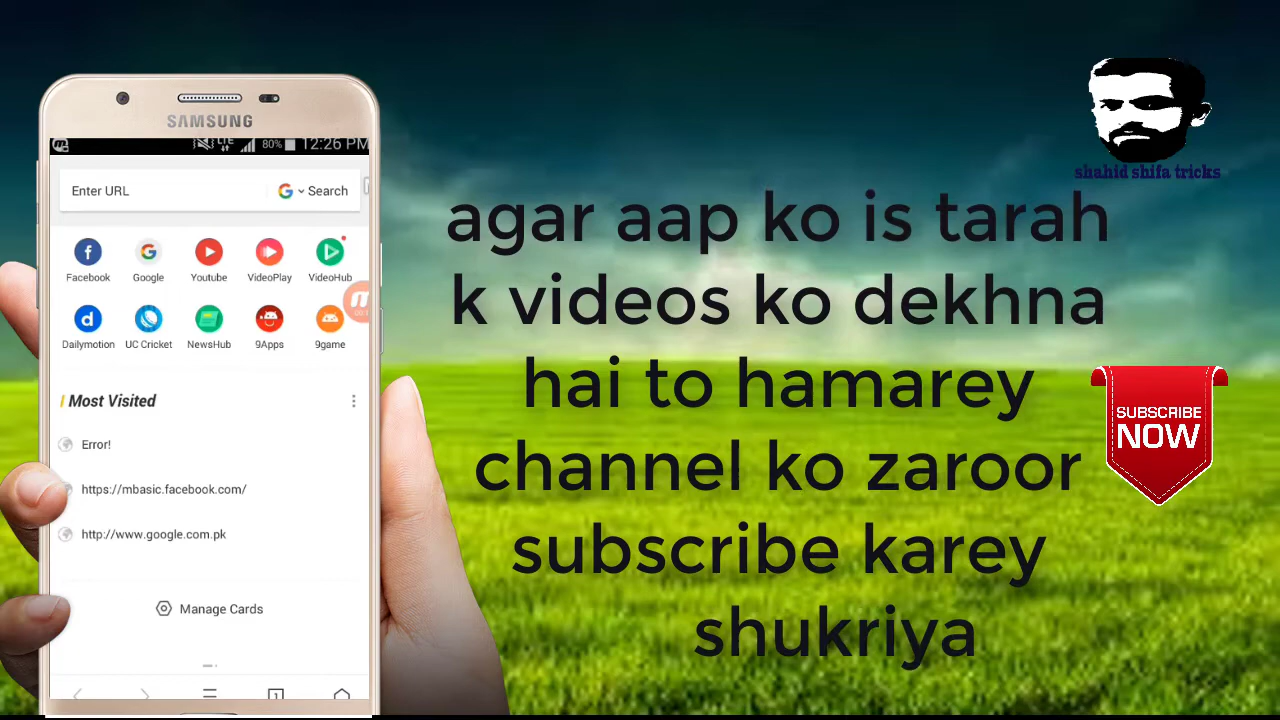 SAMSUNG
LTE 80% 12:26 PM
Enter URL
Search
Facebook Google Youtube VideoPlay VideoHub
Dailymotion UC Cricket NewsHub 9Apps 9game
Most Visited
Error!
https://mbasic.facebook.com/
http://www.google.com.pk
Manage Cards
1
shahid shifa tricks
agar aap ko is tarah
k videos ko dekhna
hai to hamarey
channel ko zaroor
subscribe karey
shukriya
SUBSCRIBE
NOW